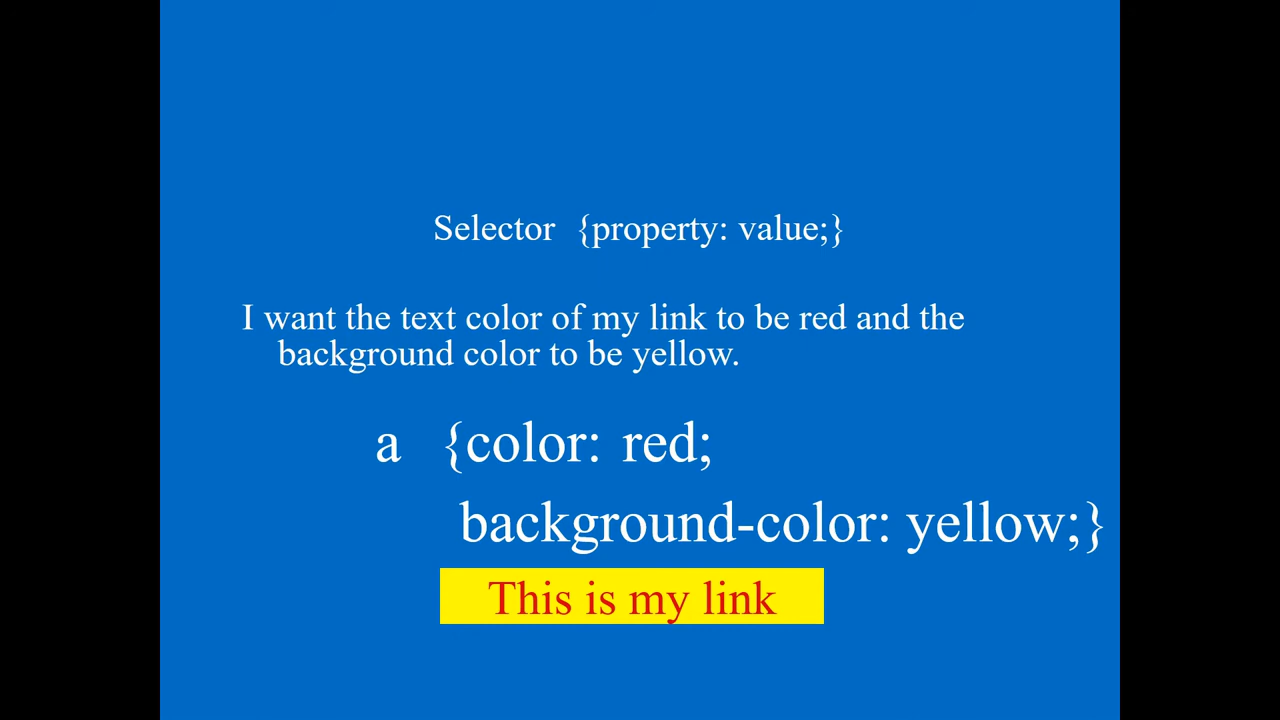 Selector {property: value;}
I want the text color of my link to be red and the
background color to be yellow.
a {color: red;
background-color: yellow;}
This is my link